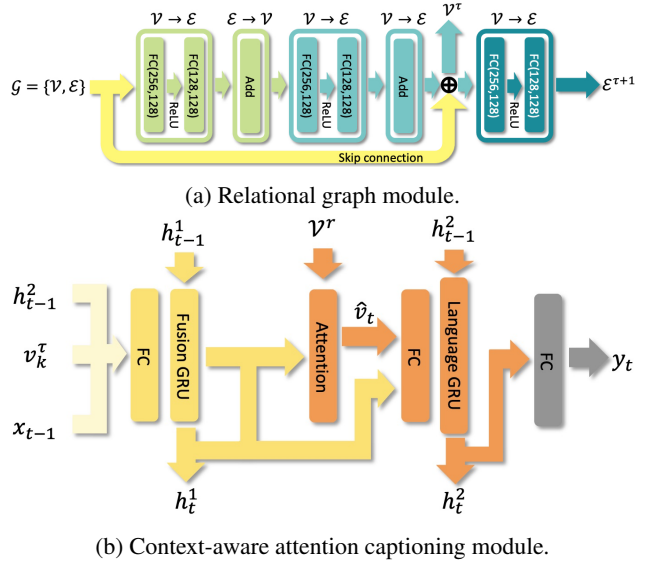 𝒱 → ℰ
ℰ → 𝒱
𝒱 → ℰ
𝒱^τ
𝒱 → ℰ
𝒢 = {𝒱, ℰ}
FC(256,128)
ReLU
FC(128,128)
Add
FC(256,128)
ReLU
FC(128,128)
Add
⊕
FC(256,128)
ReLU
FC(128,128)
ℰ^{τ+1}
Skip connection
(a) Relational graph module.
h^1_{t−1}
𝒱^r
h^2_{t−1}
h^2_{t−1}
v^τ_k
x_{t−1}
FC
Fusion GRU
Attention
v̂_t
FC
Language GRU
FC
y_t
h^1_t
h^2_t
(b) Context-aware attention captioning module.